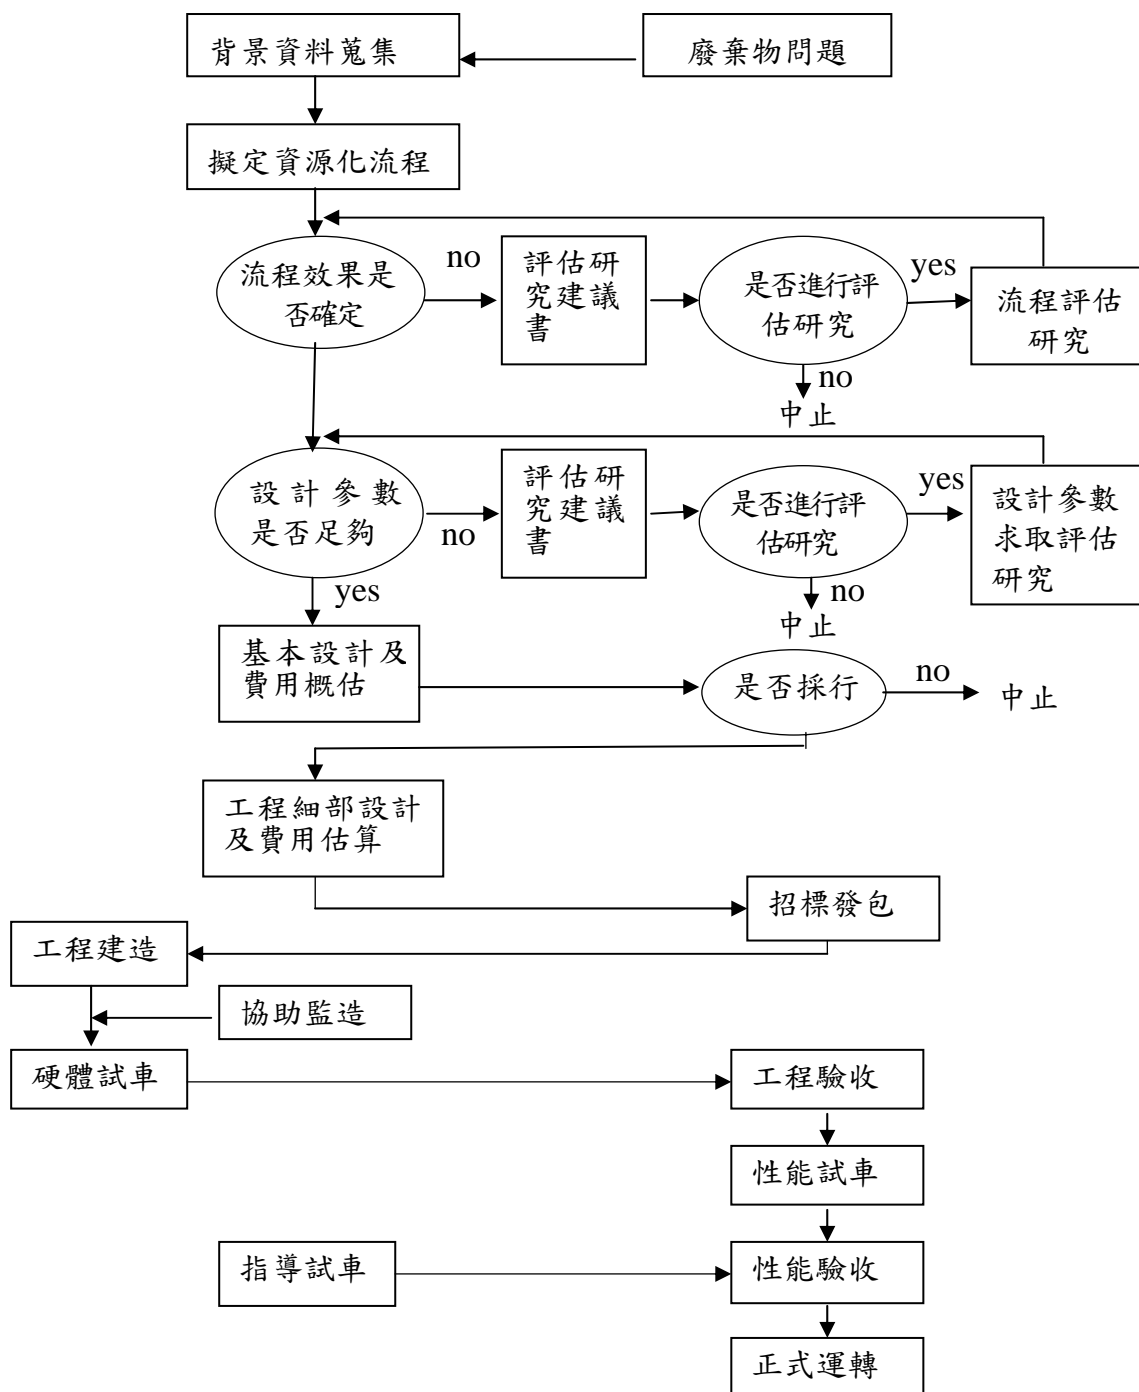 背景資料蒐集
廢棄物問題
擬定資源化流程
流程效果是
否確定
no
評估研
究建議
書
是否進行評
估研究
yes
流程評估
研究
no
中止
設計參數
是否足夠
no
評估研
究建議
書
是否進行評
估研究
yes
設計參數
求取評估
研究
no
中止
yes
基本設計及
費用概估
是否採行
no
中止
工程細部設計
及費用估算
招標發包
工程建造
協助監造
硬體試車
工程驗收
性能試車
指導試車
性能驗收
正式運轉